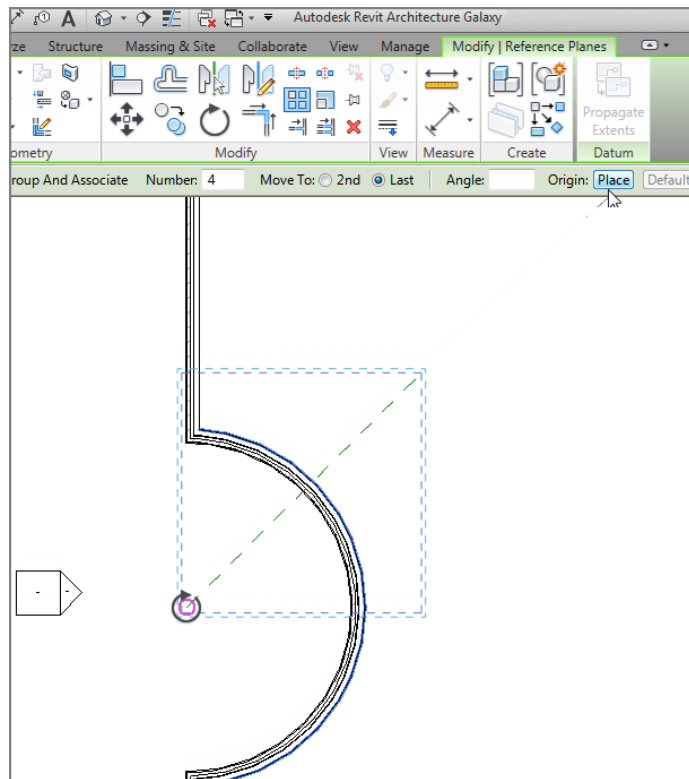 A Autodesk Revit Architecture Galaxy
ze Structure Massing & Site Collaborate View Manage Modify | Reference Planes
Propagate
Extents
ometry Modify View Measure Create Datum
roup And Associate Number: 4 Move To: 2nd Last Angle: Origin: Place Default